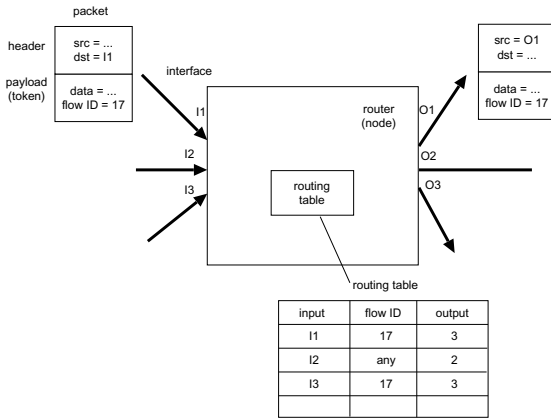 packet
header
src = ...
dst = I1
payload
(token)
data = ...
flow ID = 17
interface
I1
I2
I3
router
(node)
routing
table
O1
O2
O3
src = O1
dst = ...
data = ...
flow ID = 17
routing table
input flow ID output
I1 17 3
I2 any 2
I3 17 3